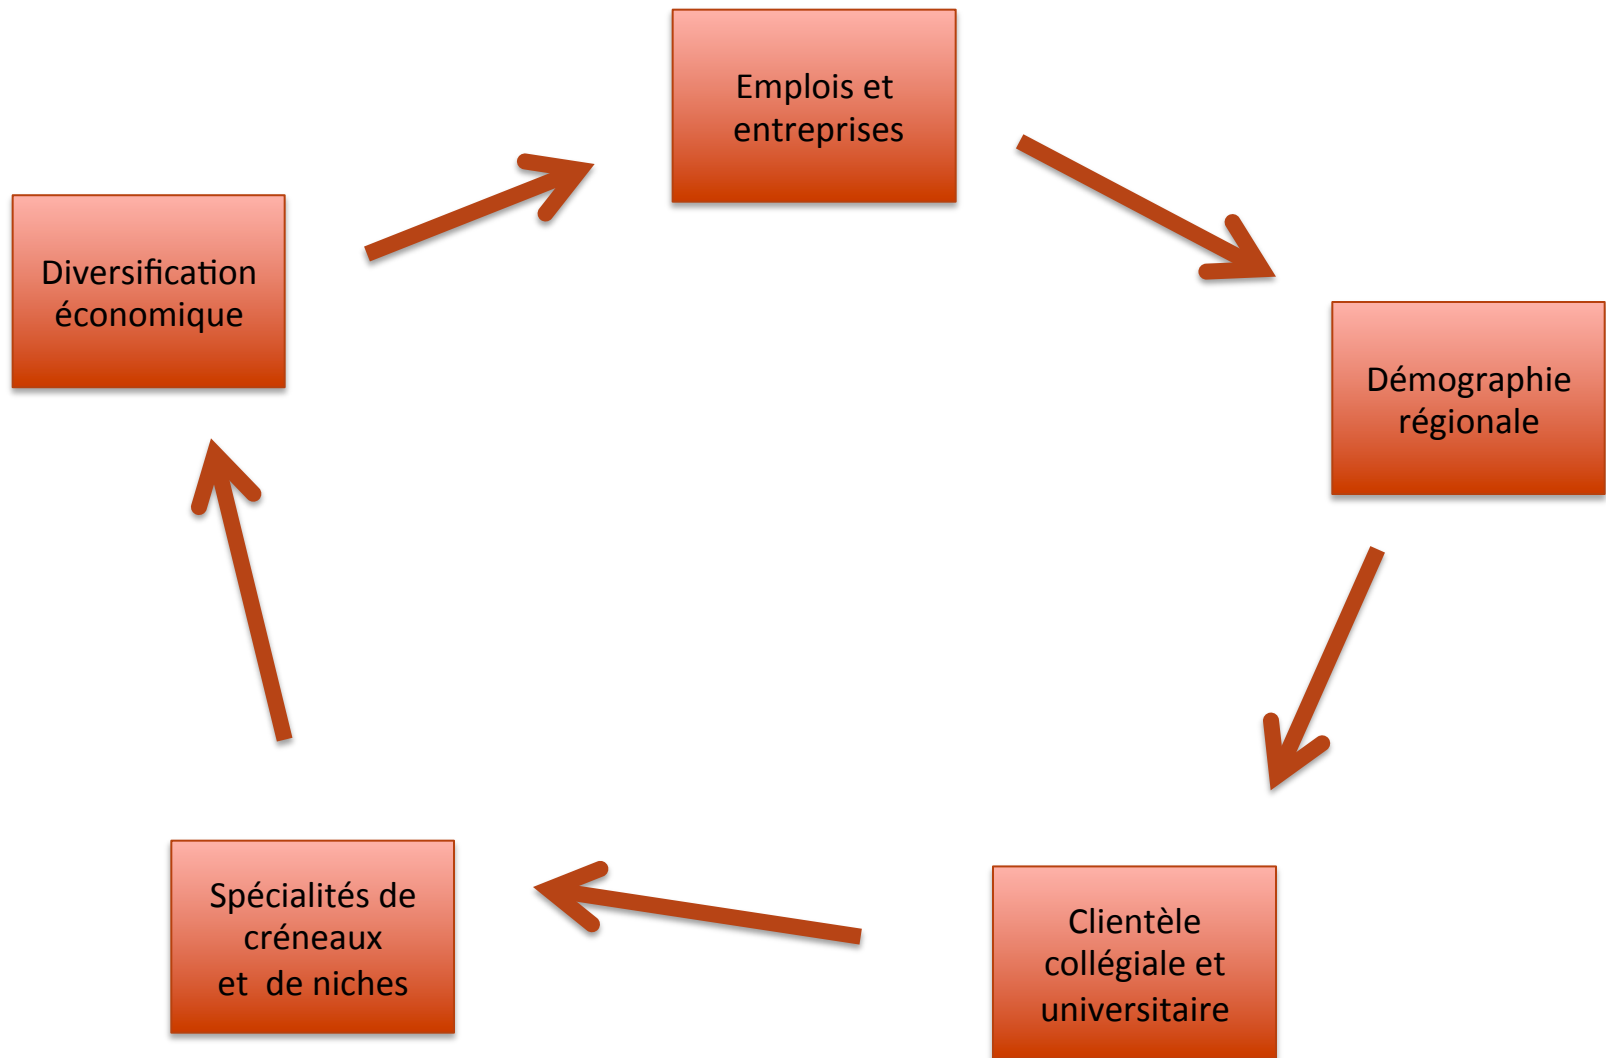 Emplois et
entreprises
Diversification
économique
Démographie
régionale
Spécialités de
créneaux
et de niches
Clientèle
collégiale et
universitaire